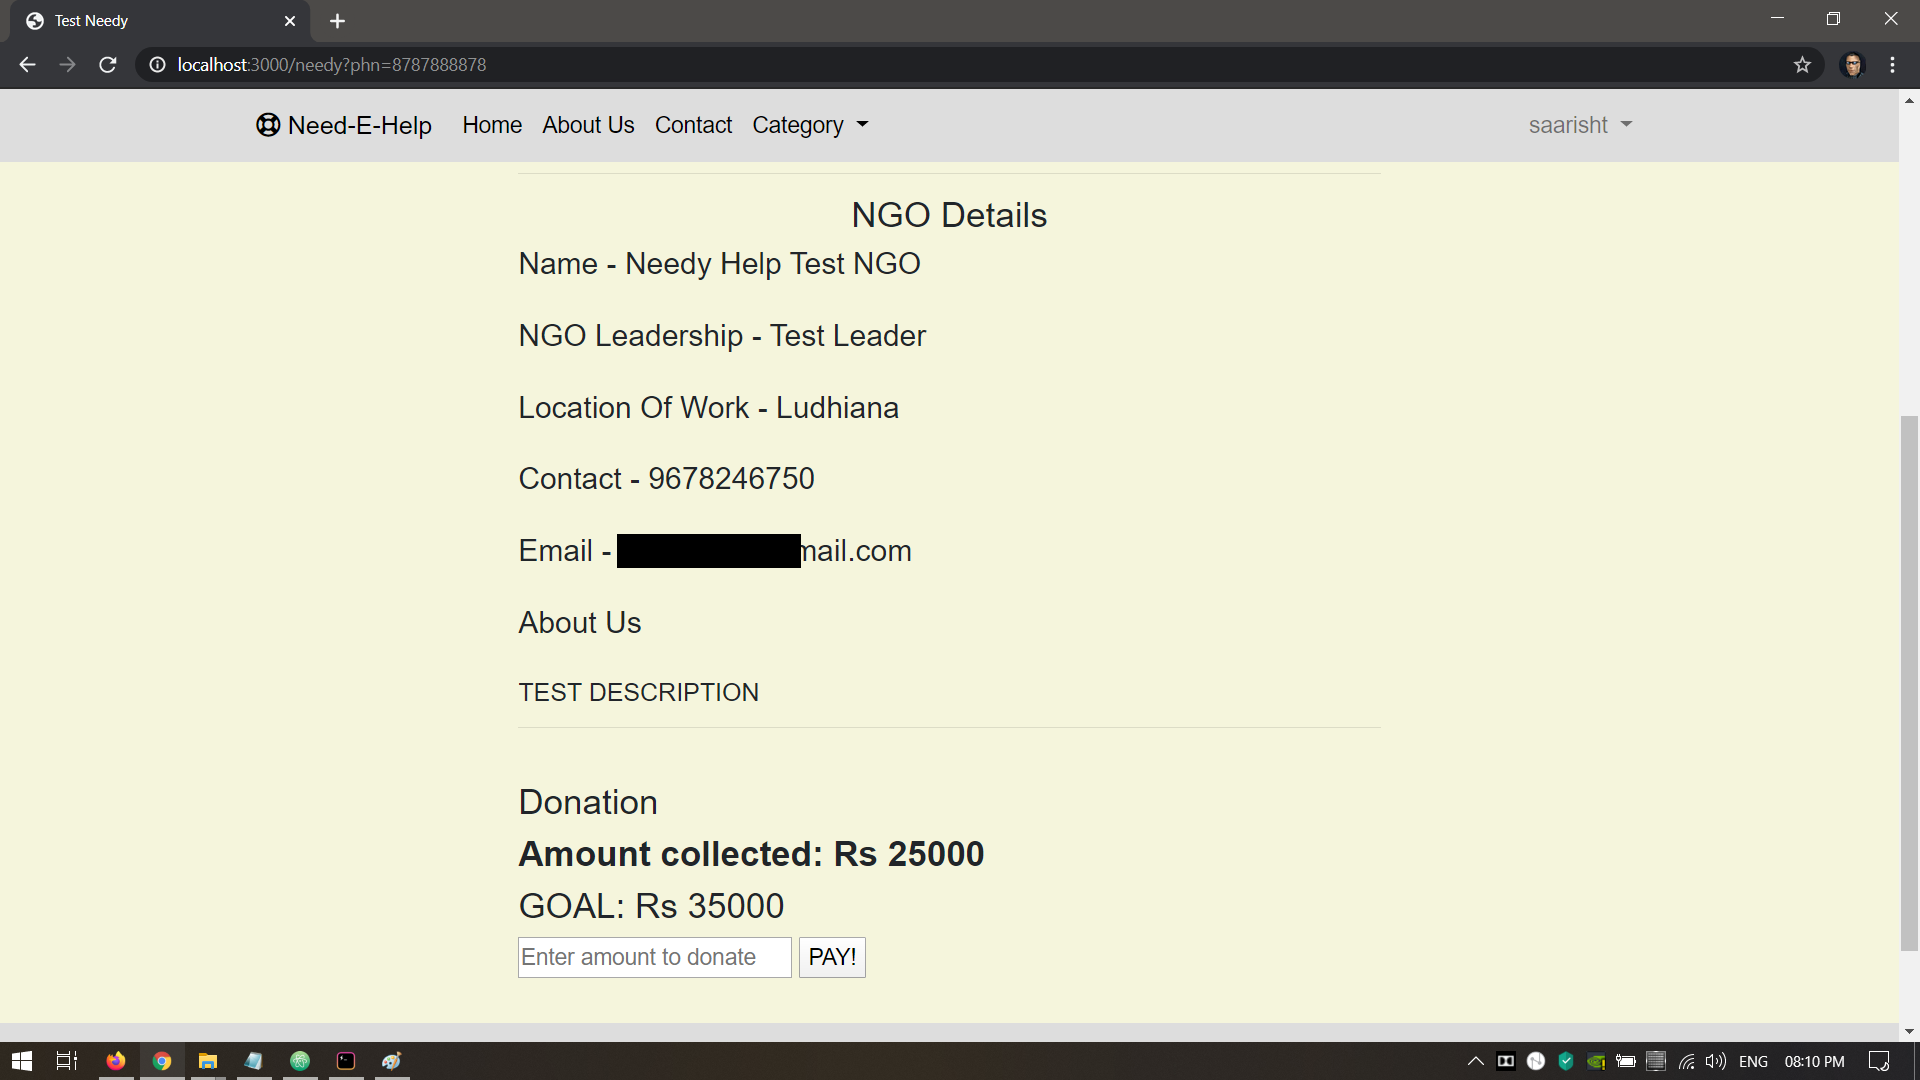 Test Needy
localhost:3000/needy?phn=8787888878
Need-E-Help Home About Us Contact Category saarisht
NGO Details
Name - Needy Help Test NGO
NGO Leadership - Test Leader
Location Of Work - Ludhiana
Contact - 9678246750
Email - mail.com
About Us
TEST DESCRIPTION
Donation
Amount collected: Rs 25000
GOAL: Rs 35000
Enter amount to donate PAY!
ENG 08:10 PM